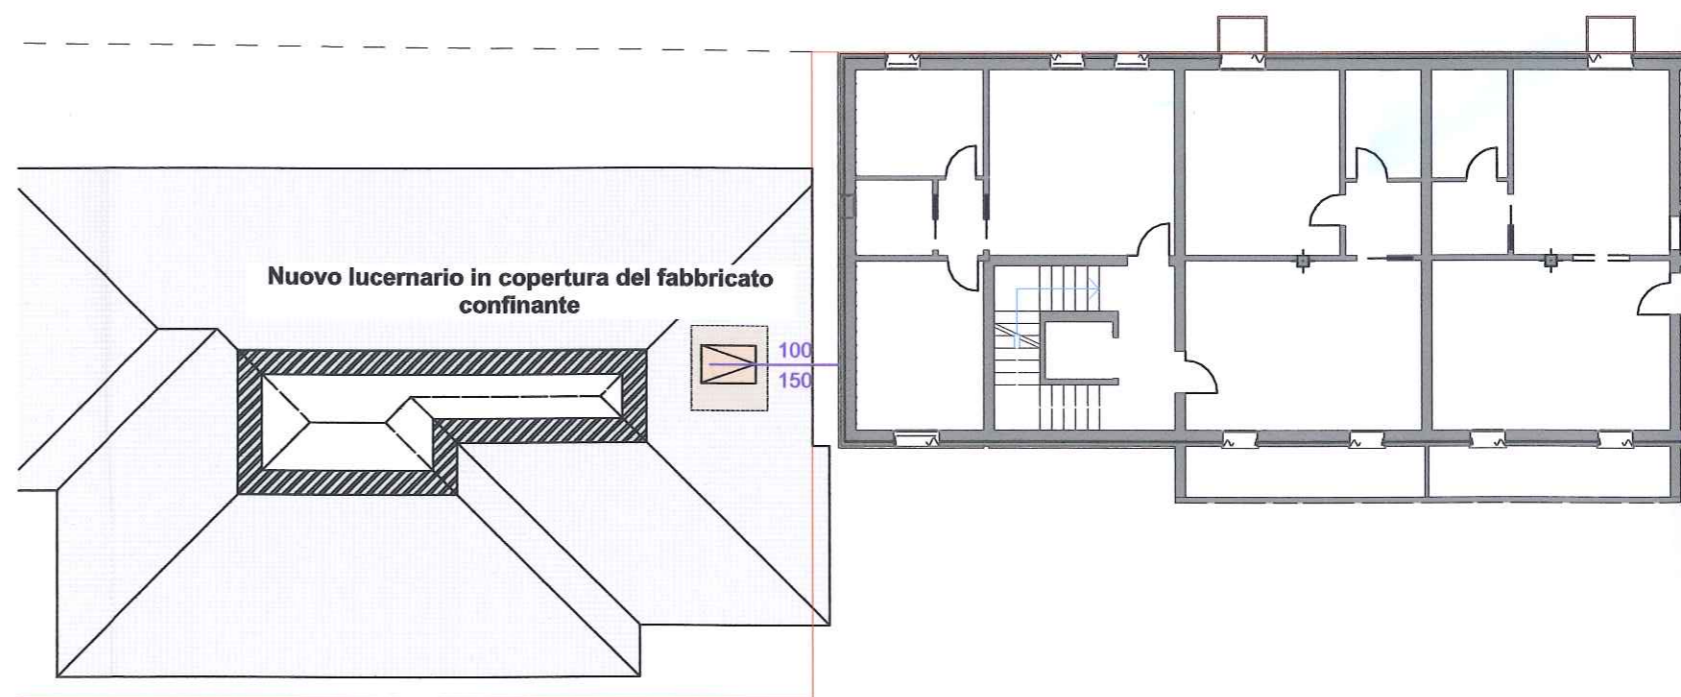 Nuovo lucernario in copertura del fabbricato
confinante
100
150